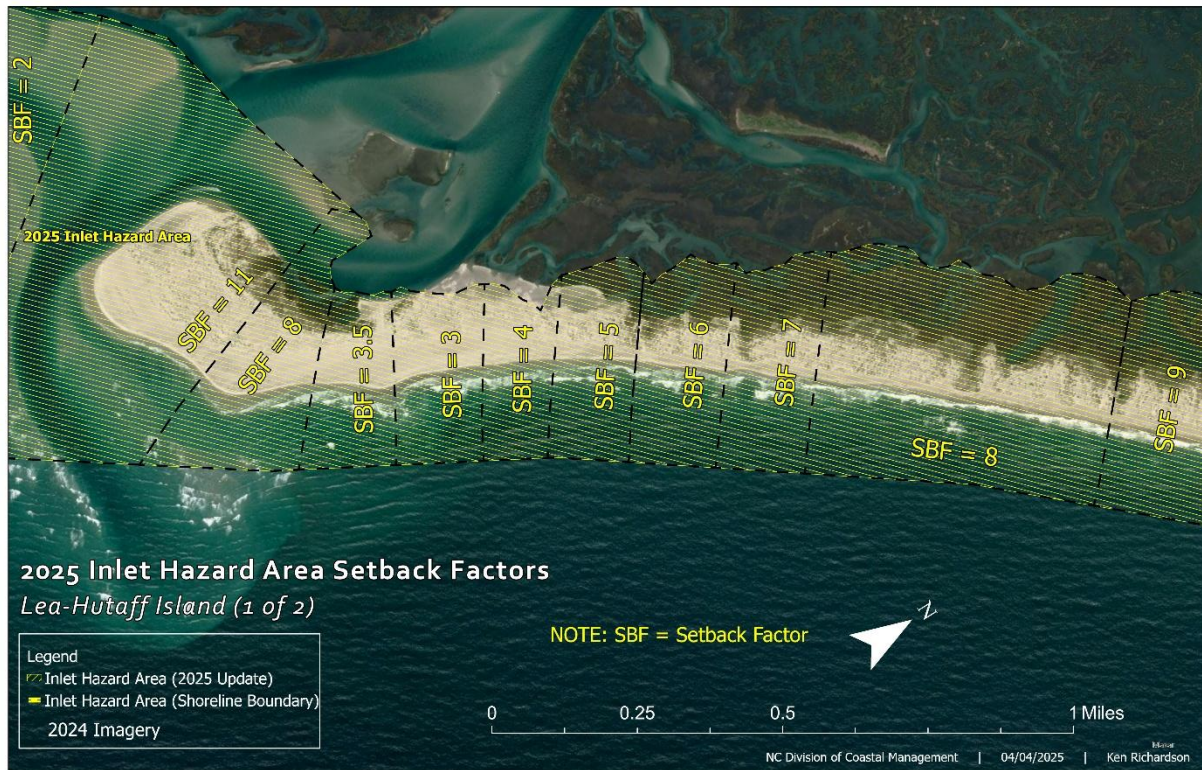 SBF = 2
2025 Inlet Hazard Area
SBF = 11
SBF = 8
SBF = 3.5
SBF = 3
SBF = 4
SBF = 5
SBF = 6
SBF = 7
SBF = 8
SBF = 9
2025 Inlet Hazard Area Setback Factors
Lea-Hutaff Island (1 of 2)
NOTE: SBF = Setback Factor
N
Legend
Inlet Hazard Area (2025 Update)
Inlet Hazard Area (Shoreline Boundary)
2024 Imagery
0 0.25 0.5 1 Miles
Maxar
NC Division of Coastal Management | 04/04/2025 | Ken Richardson